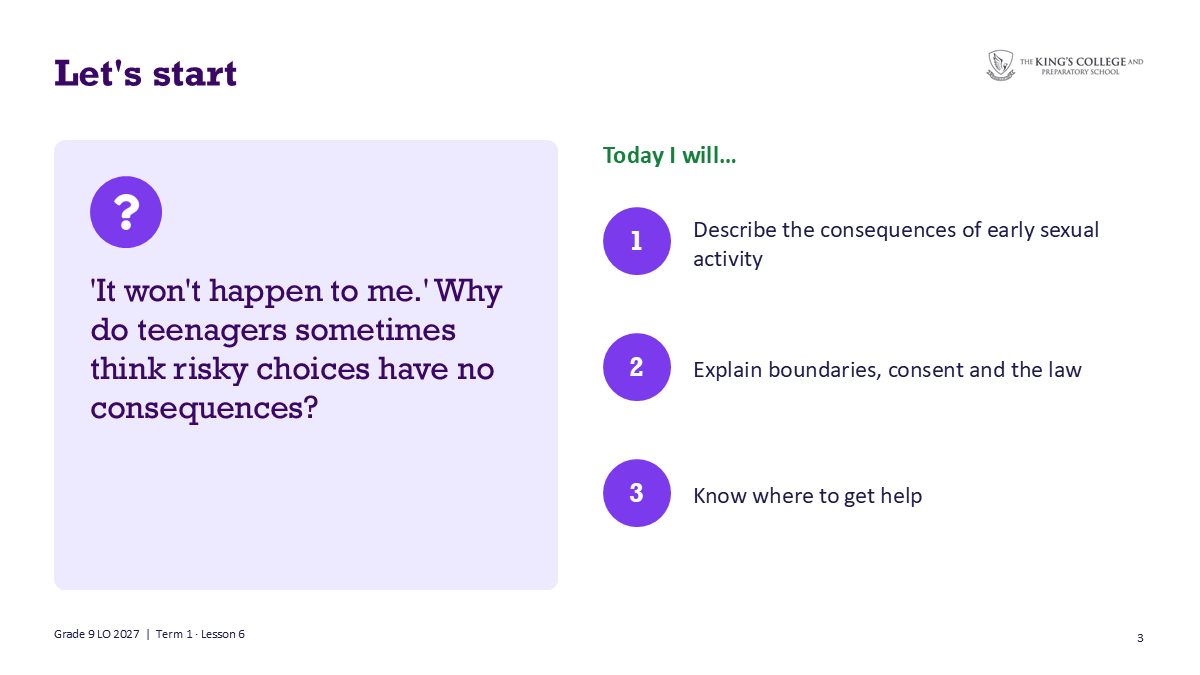 Let's start
THE KING'S COLLEGE AND
PREPARATORY SCHOOL
?
'It won't happen to me.' Why
do teenagers sometimes
think risky choices have no
consequences?
Today I will...
1
Describe the consequences of early sexual
activity
2
Explain boundaries, consent and the law
3
Know where to get help
Grade 9 LO 2027 | Term 1 · Lesson 6
3